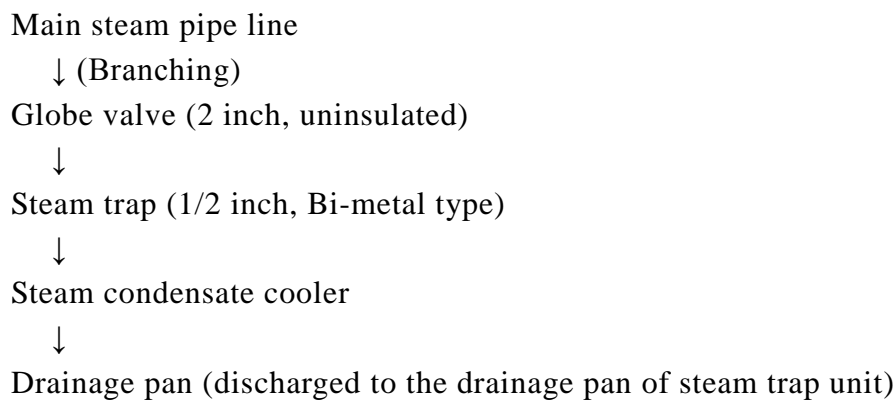 Main steam pipe line
↓ (Branching)
Globe valve (2 inch, uninsulated)
↓
Steam trap (1/2 inch, Bi-metal type)
↓
Steam condensate cooler
↓
Drainage pan (discharged to the drainage pan of steam trap unit)